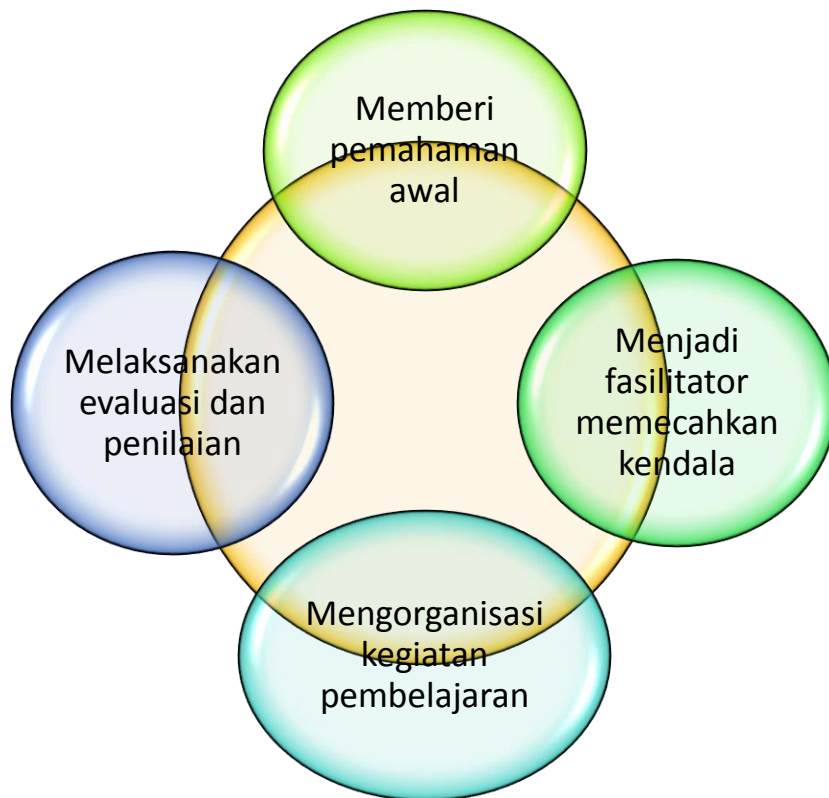 Memberi
pemahaman
awal
Menjadi
fasilitator
memecahkan
kendala
Mengorganisasi
kegiatan
pembelajaran
Melaksanakan
evaluasi dan
penilaian